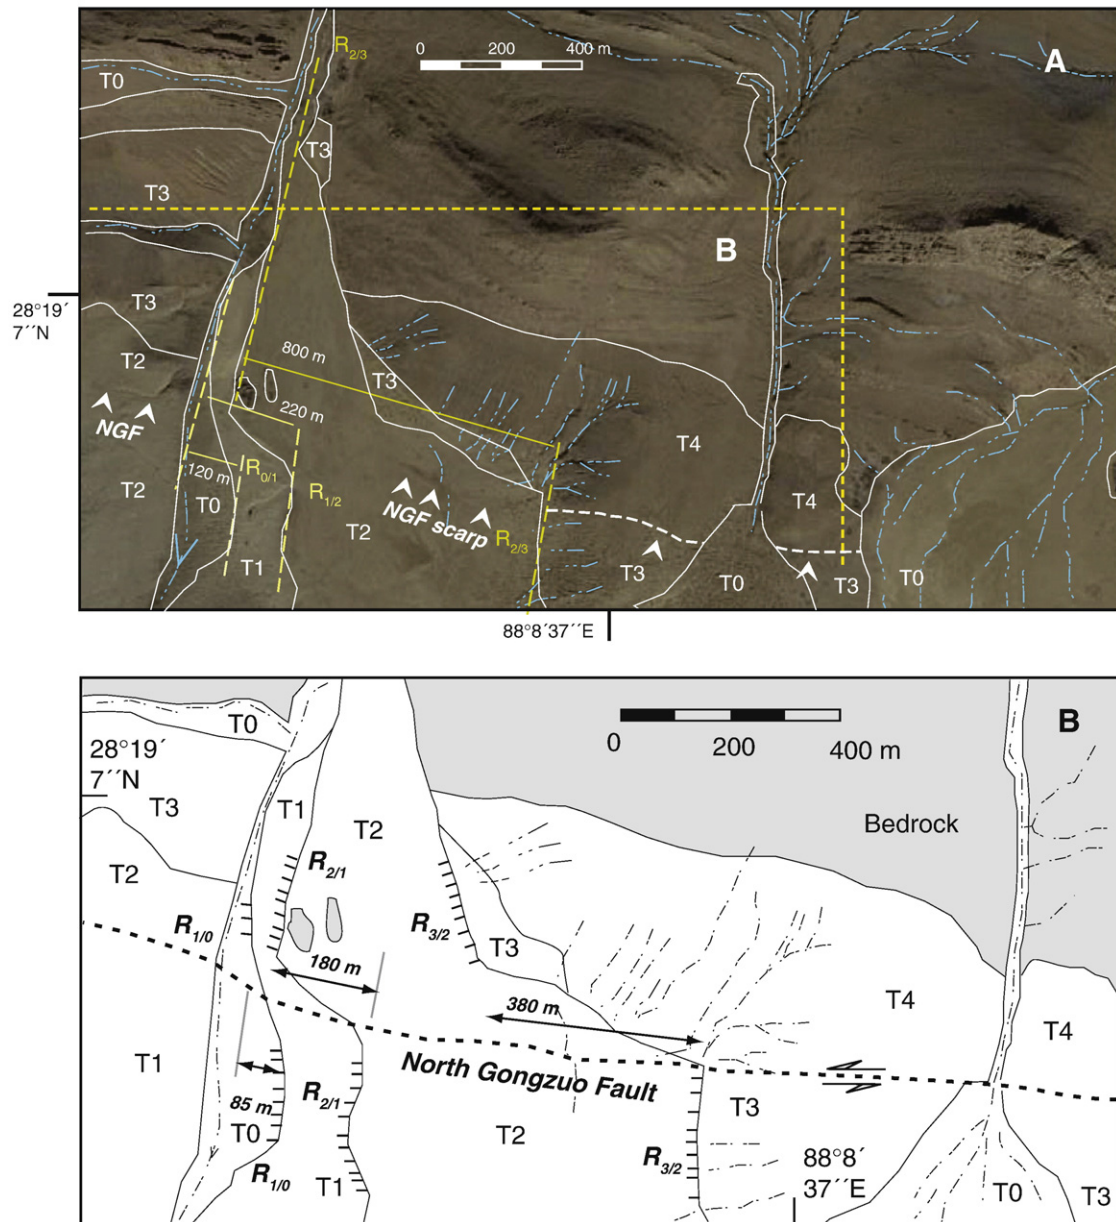 R2/3
0 200 400 m
A
T0
T3
T3
B
28°19´
7´´N
T3
800 m
T2
T3
220 m
NGF
T4
120 m
R0/1
T4
T2
T0
R1/2
T2
NGF scarp
R2/3
T1
T3
T0
T3
T0
88°8´37´´E
B
T0
28°19´
7´´N
0 200 400 m
T3
T1
T2
Bedrock
T2
R2/1
R1/0
R3/2
T3
180 m
T4
380 m
T4
T1
North Gongzuo Fault
R2/1
85 m
T3
T0
T2
88°8´
37´´E
R3/2
R1/0
T1
T0
T3